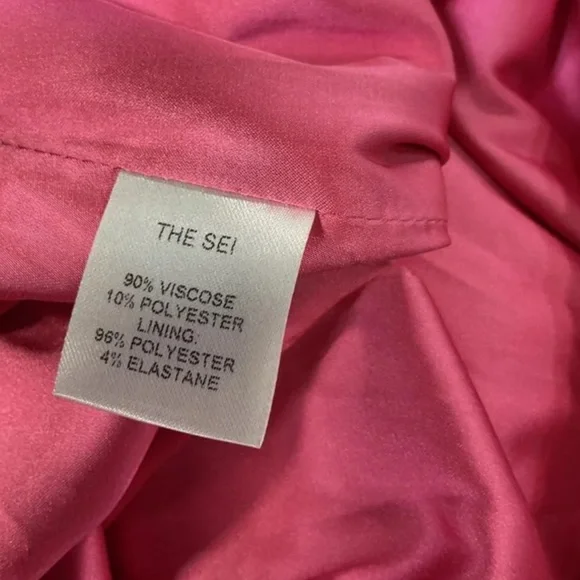 THE SEI
90% VISCOSE
10% POLYESTER
LINING:
96% POLYESTER
4% ELASTANE